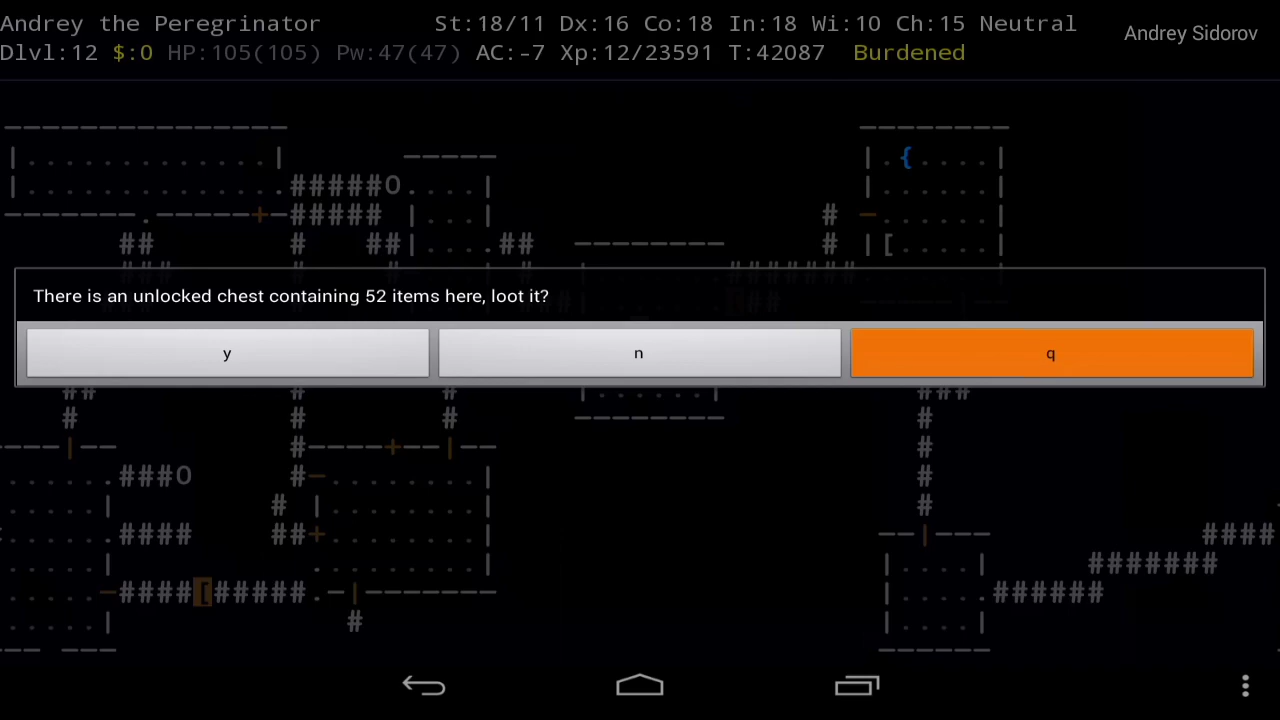 Andrey the Peregrinator St:18/11 Dx:16 Co:18 In:18 Wi:10 Ch:15 Neutral
Andrey Sidorov
Dlvl:12 $:0 HP:105(105) Pw:47(47) AC:-7 Xp:12/23591 T:42087 Burdened
There is an unlocked chest containing 52 items here, loot it?
y n q